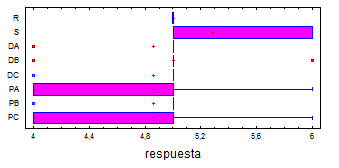 R
S
DA
DB
DC
PA
PB
PC
4 4,4 4,8 5,2 5,6 6
respuesta